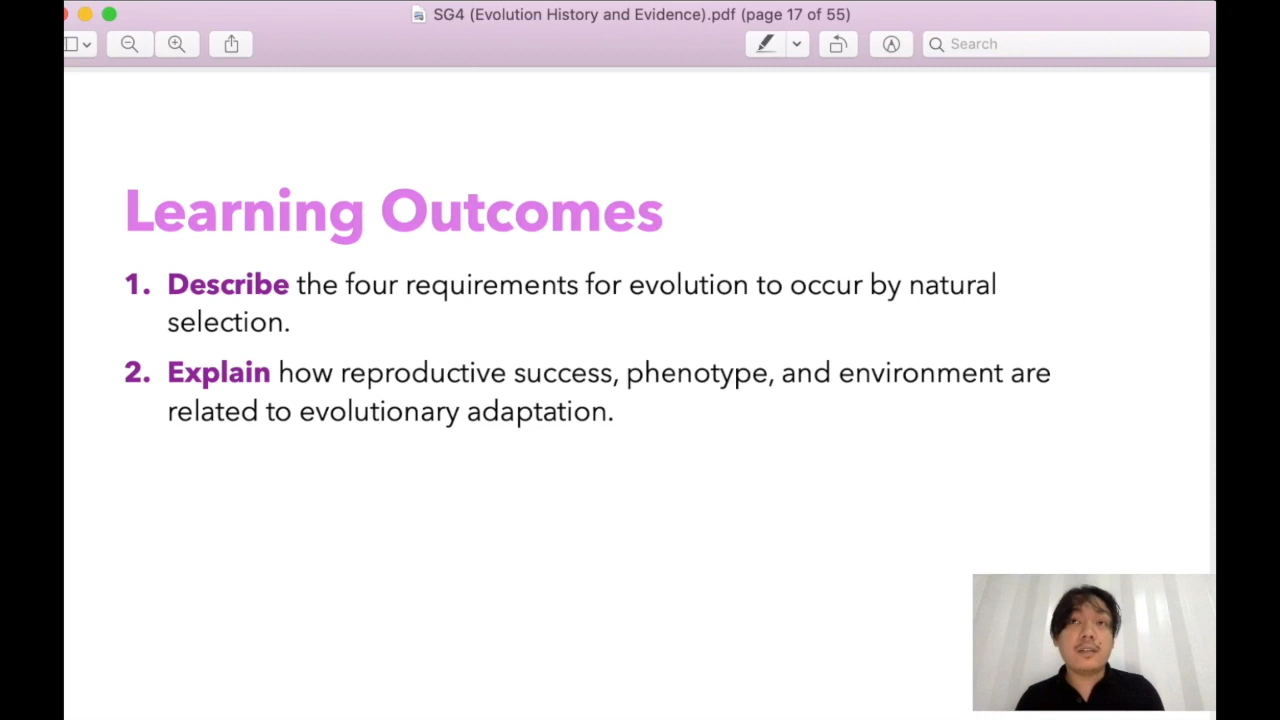 SG4 (Evolution History and Evidence).pdf (page 17 of 55)
Search
Learning Outcomes
1. Describe the four requirements for evolution to occur by natural
selection.
2. Explain how reproductive success, phenotype, and environment are
related to evolutionary adaptation.